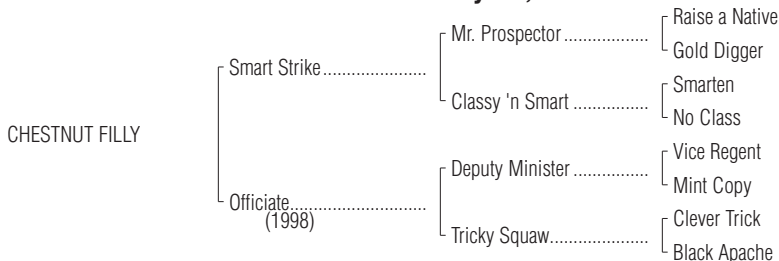 Raise a Native
Mr. Prospector
Gold Digger
Smart Strike
Smarten
Classy 'n Smart
No Class
CHESTNUT FILLY
Vice Regent
Deputy Minister
Mint Copy
Officiate
(1998)
Clever Trick
Tricky Squaw
Black Apache